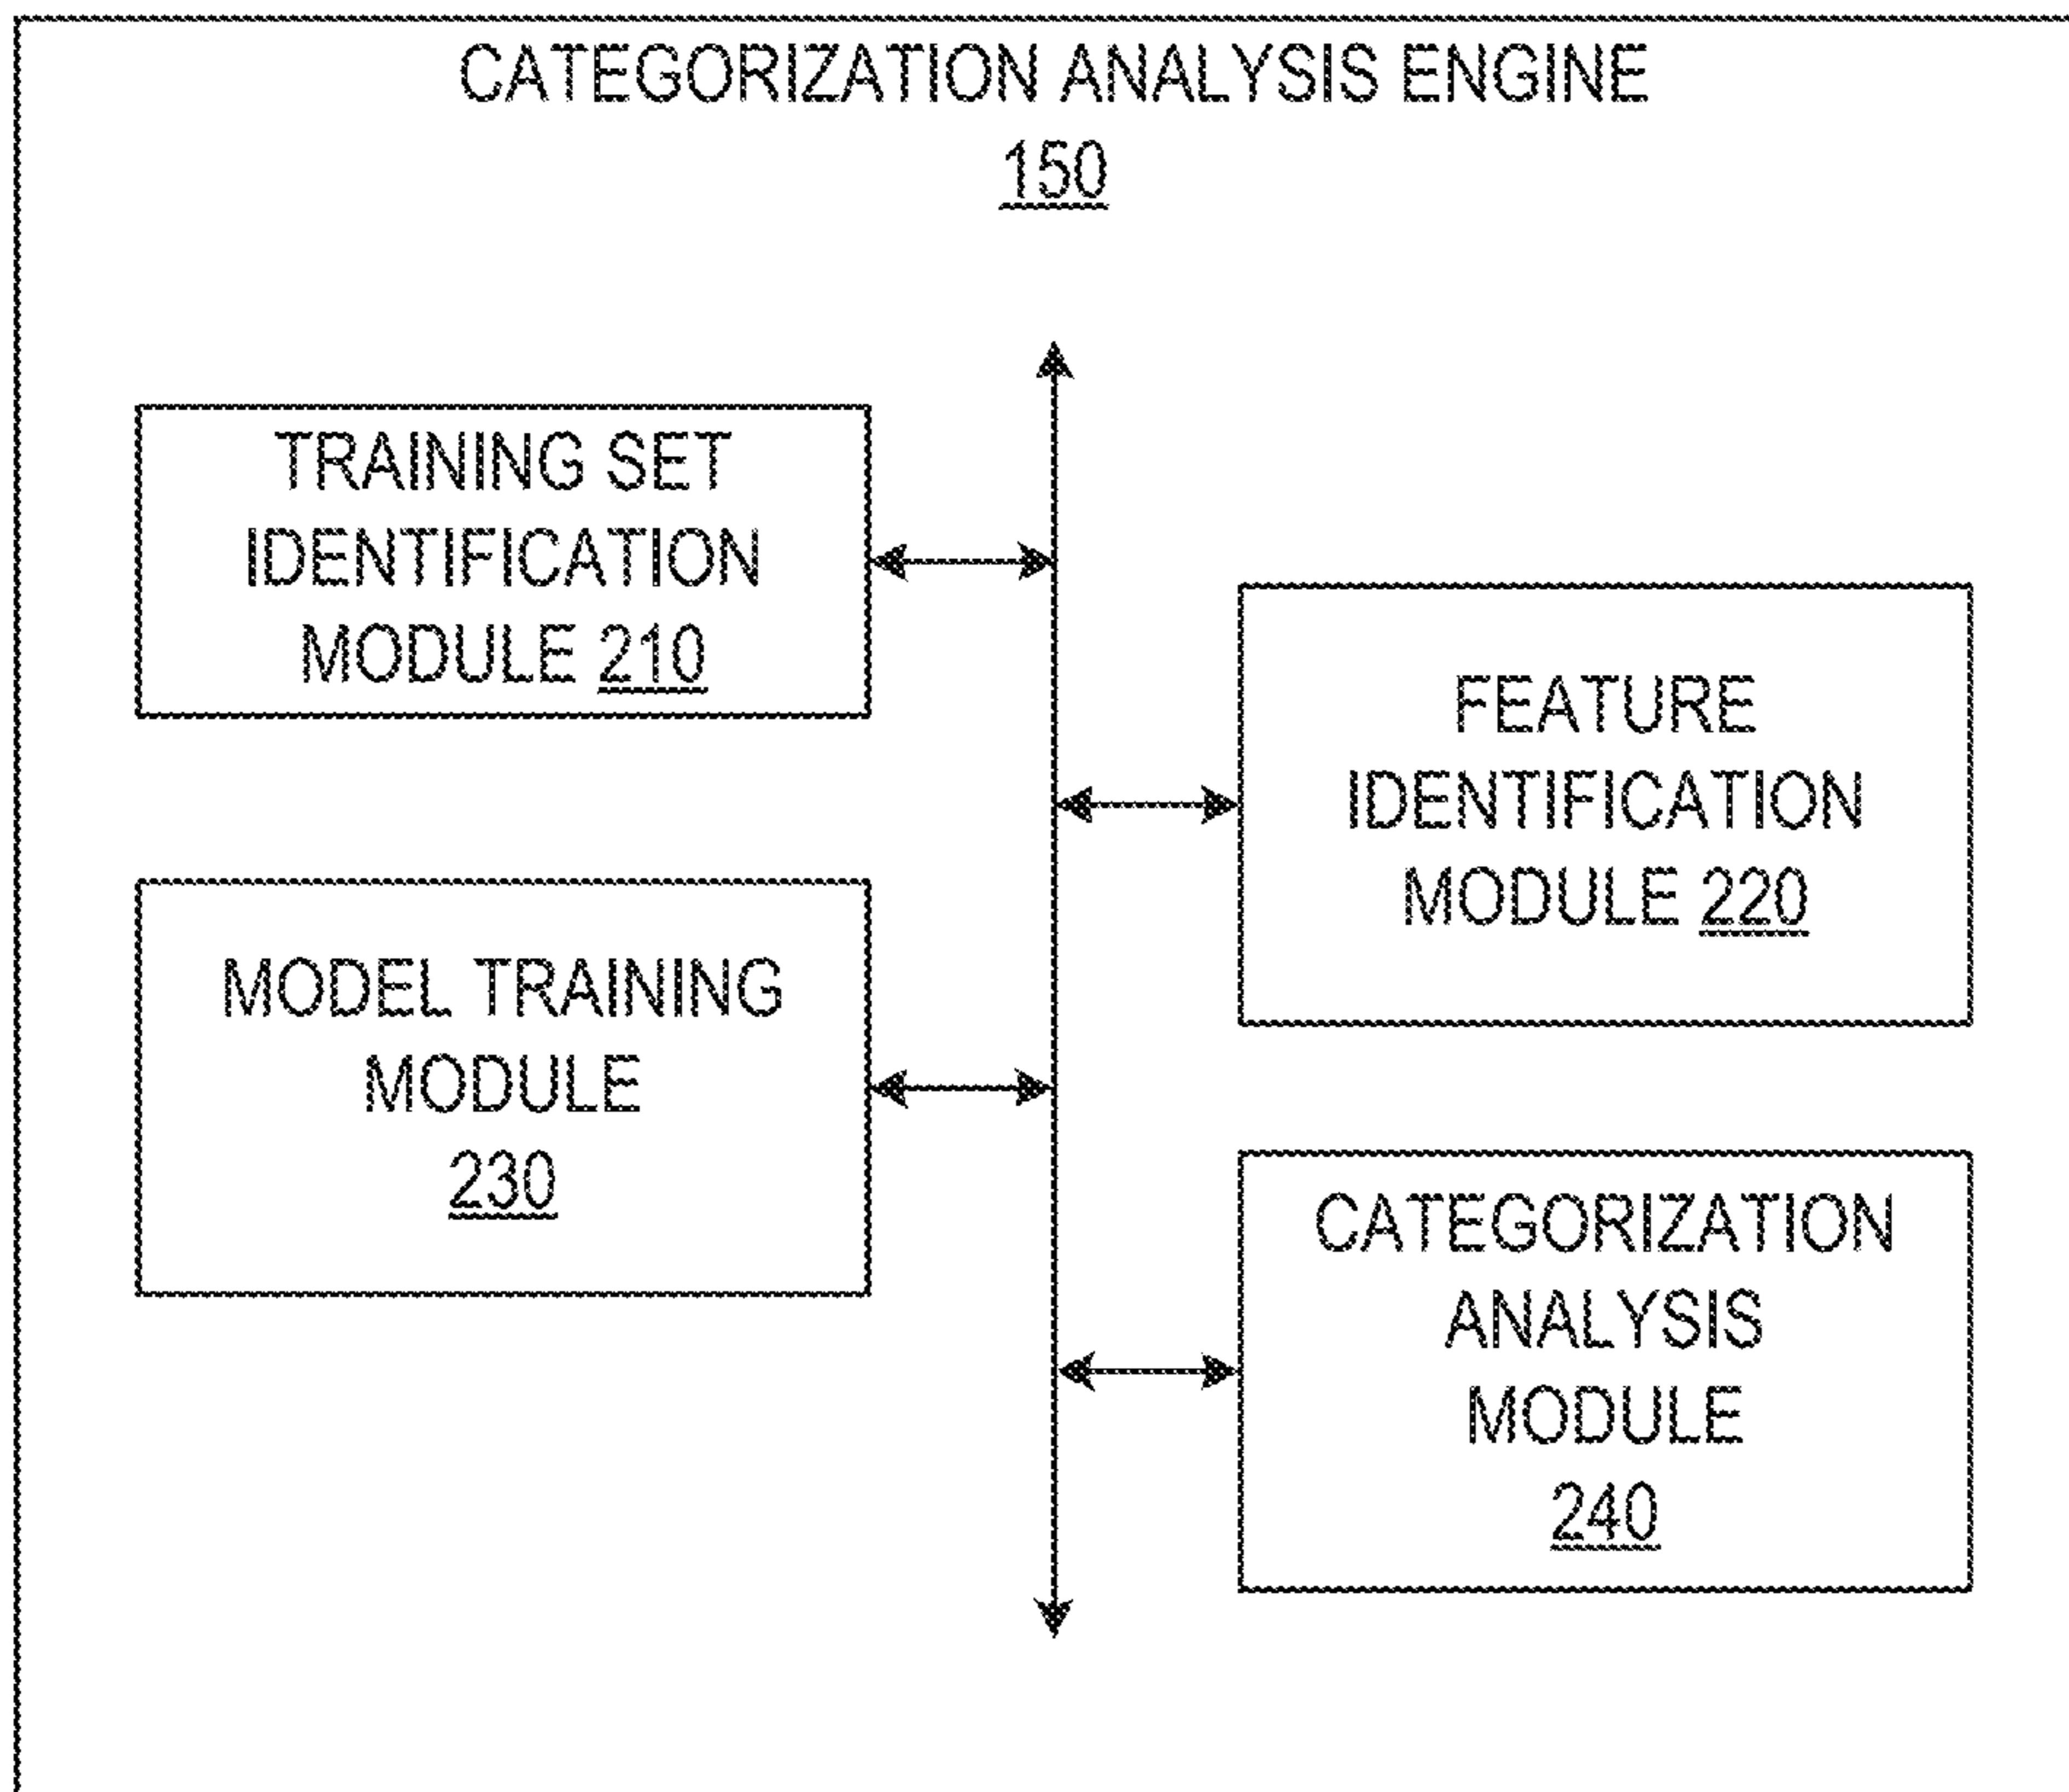 CATEGORIZATION ANALYSIS ENGINE
150
TRAINING SET
IDENTIFICATION
MODULE 210
FEATURE
IDENTIFICATION
MODULE 220
MODEL TRAINING
MODULE
230
CATEGORIZATION
ANALYSIS
MODULE
240